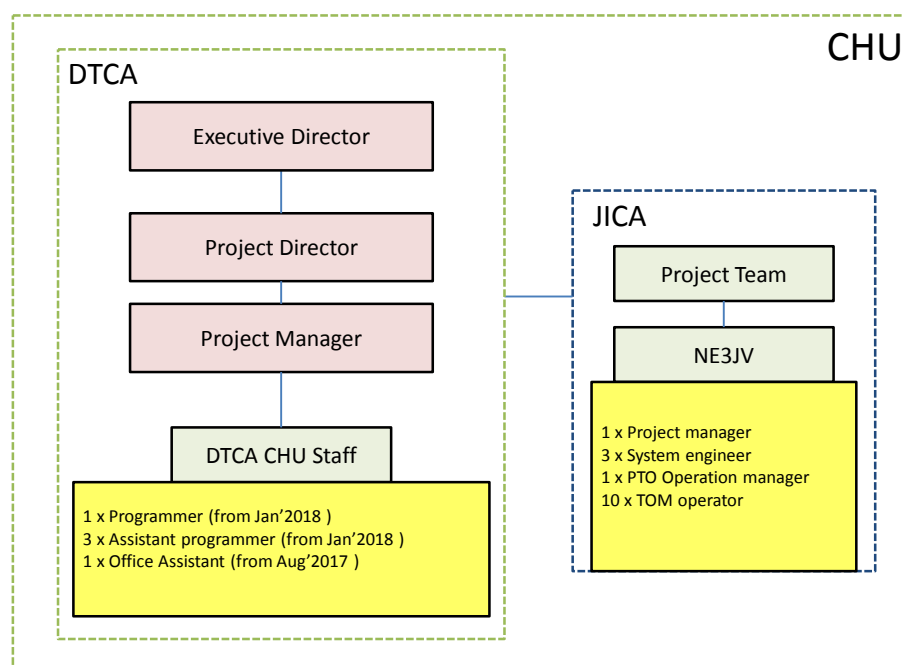 CHU
DTCA
Executive Director
Project Director
Project Manager
DTCA CHU Staff
1 x Programmer (from Jan’2018 )
3 x Assistant programmer (from Jan’2018 )
1 x Office Assistant (from Aug’2017 )
JICA
Project Team
NE3JV
1 x Project manager
3 x System engineer
1 x PTO Operation manager
10 x TOM operator